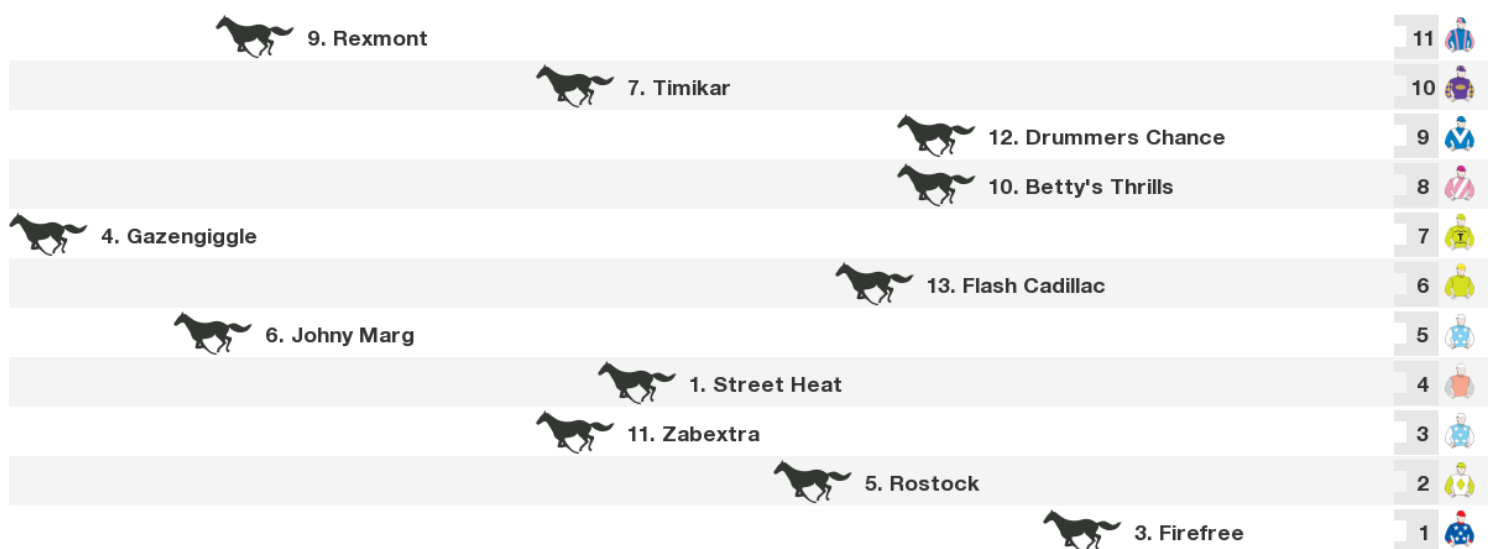 9. Rexmont 11
7. Timikar 10
12. Drummers Chance 9
10. Betty's Thrills 8
4. Gazengiggle 7 T
13. Flash Cadillac 6
6. Johny Marg 5
1. Street Heat 4
11. Zabextra 3
5. Rostock 2
3. Firefree 1